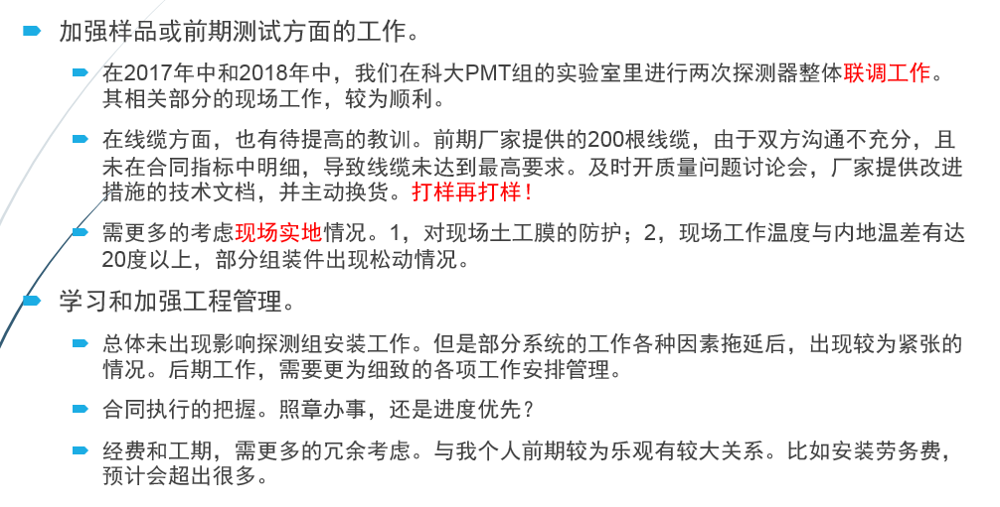 加强样品或前期测试方面的工作。
在2017年中和2018年中，我们在科大PMT组的实验室里进行两次探测器整体联调工作。
其相关部分的现场工作，较为顺利。
在线缆方面，也有待提高的教训。前期厂家提供的200根线缆，由于双方沟通不充分，且
未在合同指标中明细，导致线缆未达到最高要求。及时开质量问题讨论会，厂家提供改进
措施的技术文档，并主动换货。打样再打样！
需更多的考虑现场实地情况。1，对现场土工膜的防护；2，现场工作温度与内地温差有达
20度以上，部分组装件出现松动情况。
学习和加强工程管理。
总体未出现影响探测组安装工作。但是部分系统的工作各种因素拖延后，出现较为紧张的
情况。后期工作，需要更为细致的各项工作安排管理。
合同执行的把握。照章办事，还是进度优先？
经费和工期，需更多的冗余考虑。与我个人前期较为乐观有较大关系。比如安装劳务费，
预计会超出很多。